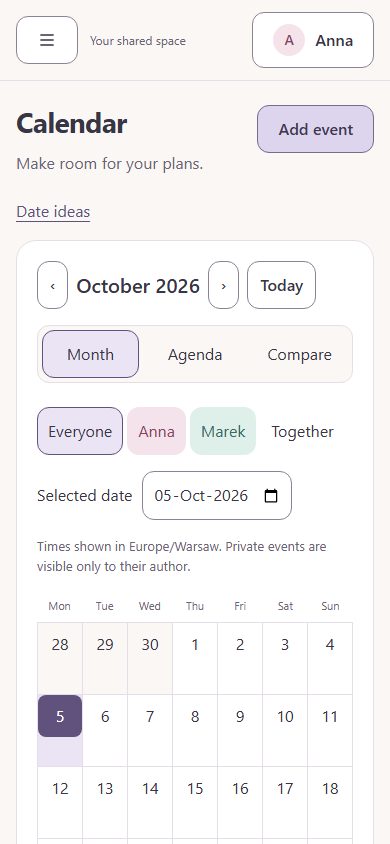 Your shared space
A Anna
Calendar
Add event
Make room for your plans.
Date ideas
‹ October 2026 › Today
Month Agenda Compare
Everyone Anna Marek Together
Selected date 05-Oct-2026
Times shown in Europe/Warsaw. Private events are
visible only to their author.
Mon Tue Wed Thu Fri Sat Sun
28 29 30 1 2 3 4
5 6 7 8 9 10 11
12 13 14 15 16 17 18